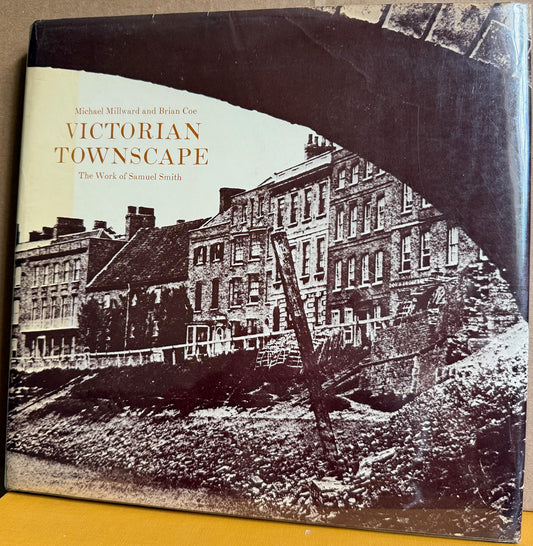 Michael Millward and Brian Coe
VICTORIAN
TOWNSCAPE
The Work of Samuel Smith